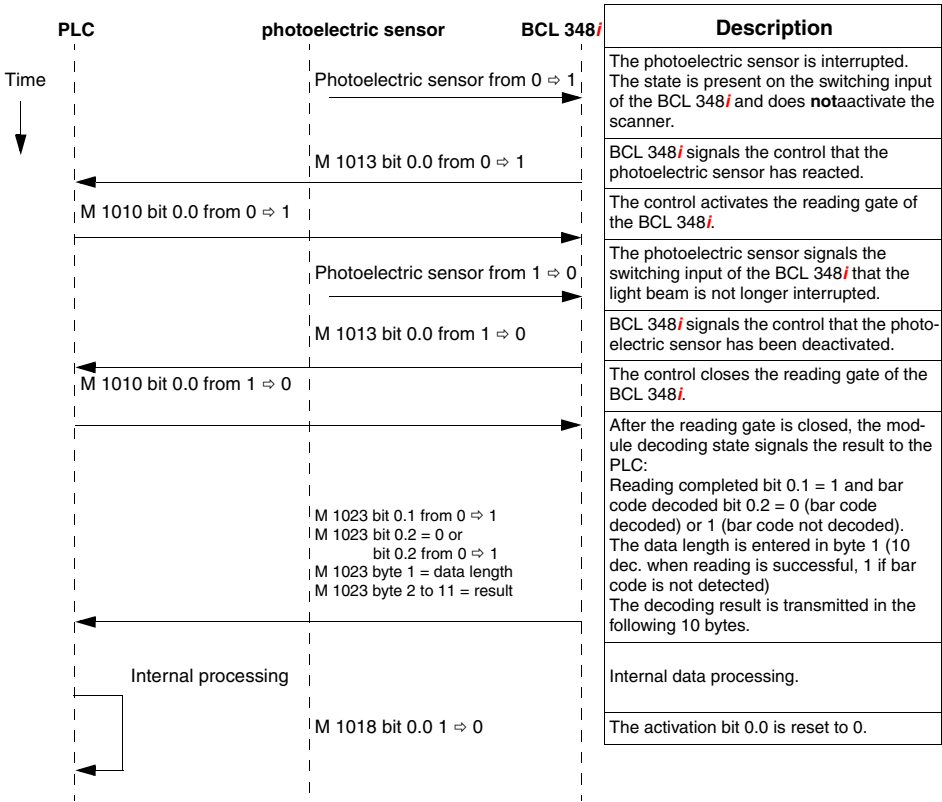 PLC
photoelectric sensor
BCL 348i
Description
Time
Photoelectric sensor from 0 ⇨ 1
The photoelectric sensor is interrupted.
The state is present on the switching input
of the BCL 348i and does notaactivate the
scanner.
M 1013 bit 0.0 from 0 ⇨ 1
BCL 348i signals the control that the
photoelectric sensor has reacted.
M 1010 bit 0.0 from 0 ⇨ 1
The control activates the reading gate of
the BCL 348i.
Photoelectric sensor from 1 ⇨ 0
The photoelectric sensor signals the
switching input of the BCL 348i that the
light beam is not longer interrupted.
M 1013 bit 0.0 from 1 ⇨ 0
BCL 348i signals the control that the photo-
electric sensor has been deactivated.
M 1010 bit 0.0 from 1 ⇨ 0
The control closes the reading gate of the
BCL 348i.
M 1023 bit 0.1 from 0 ⇨ 1
M 1023 bit 0.2 = 0 or
bit 0.2 from 0 ⇨ 1
M 1023 byte 1 = data length
M 1023 byte 2 to 11 = result
After the reading gate is closed, the mod-
ule decoding state signals the result to the
PLC:
Reading completed bit 0.1 = 1 and bar
code decoded bit 0.2 = 0 (bar code
decoded) or 1 (bar code not decoded).
The data length is entered in byte 1 (10
dec. when reading is successful, 1 if bar
code is not detected)
The decoding result is transmitted in the
following 10 bytes.
Internal processing
Internal data processing.
M 1018 bit 0.0 1 ⇨ 0
The activation bit 0.0 is reset to 0.